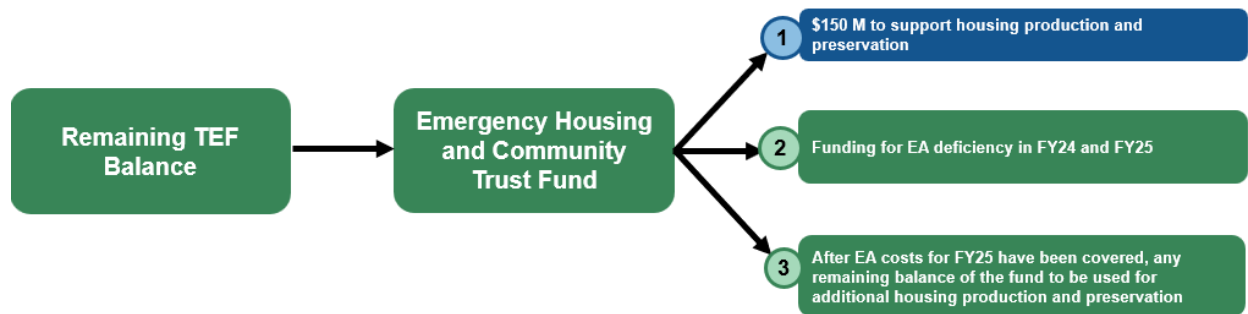 Remaining TEF
Balance
Emergency Housing
and Community
Trust Fund
1
$150 M to support housing production and
preservation
2
Funding for EA deficiency in FY24 and FY25
3
After EA costs for FY25 have been covered, any
remaining balance of the fund to be used for
additional housing production and preservation